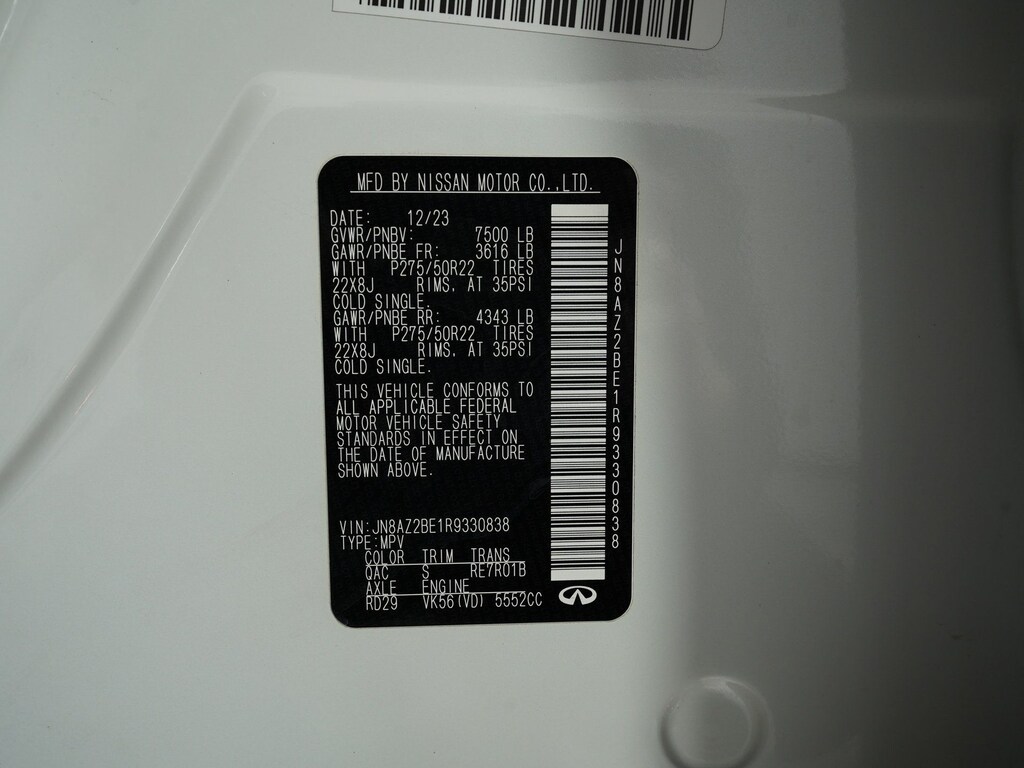 MFD BY NISSAN MOTOR CO.,LTD.
DATE: 12/23
GVWR/PNBV: 7500 LB
GAWR/PNBE FR: 3616 LB
WITH P275/50R22 TIRES
22X8J RIMS. AT 35PSI
COLD SINGLE.
GAWR/PNBE RR: 4343 LB
WITH P275/50R22 TIRES
22X8J RIMS. AT 35PSI
COLD SINGLE.
THIS VEHICLE CONFORMS TO
ALL APPLICABLE FEDERAL
MOTOR VEHICLE SAFETY
STANDARDS IN EFFECT ON
THE DATE OF MANUFACTURE
SHOWN ABOVE.
VIN:JN8AZ2BE1R9330838
TYPE:MPV
COLOR TRIM TRANS
QAC S RE7R01B
AXLE ENGINE
RD29 VK56(VD) 5552CC
JN8AZ2BE1R9330838